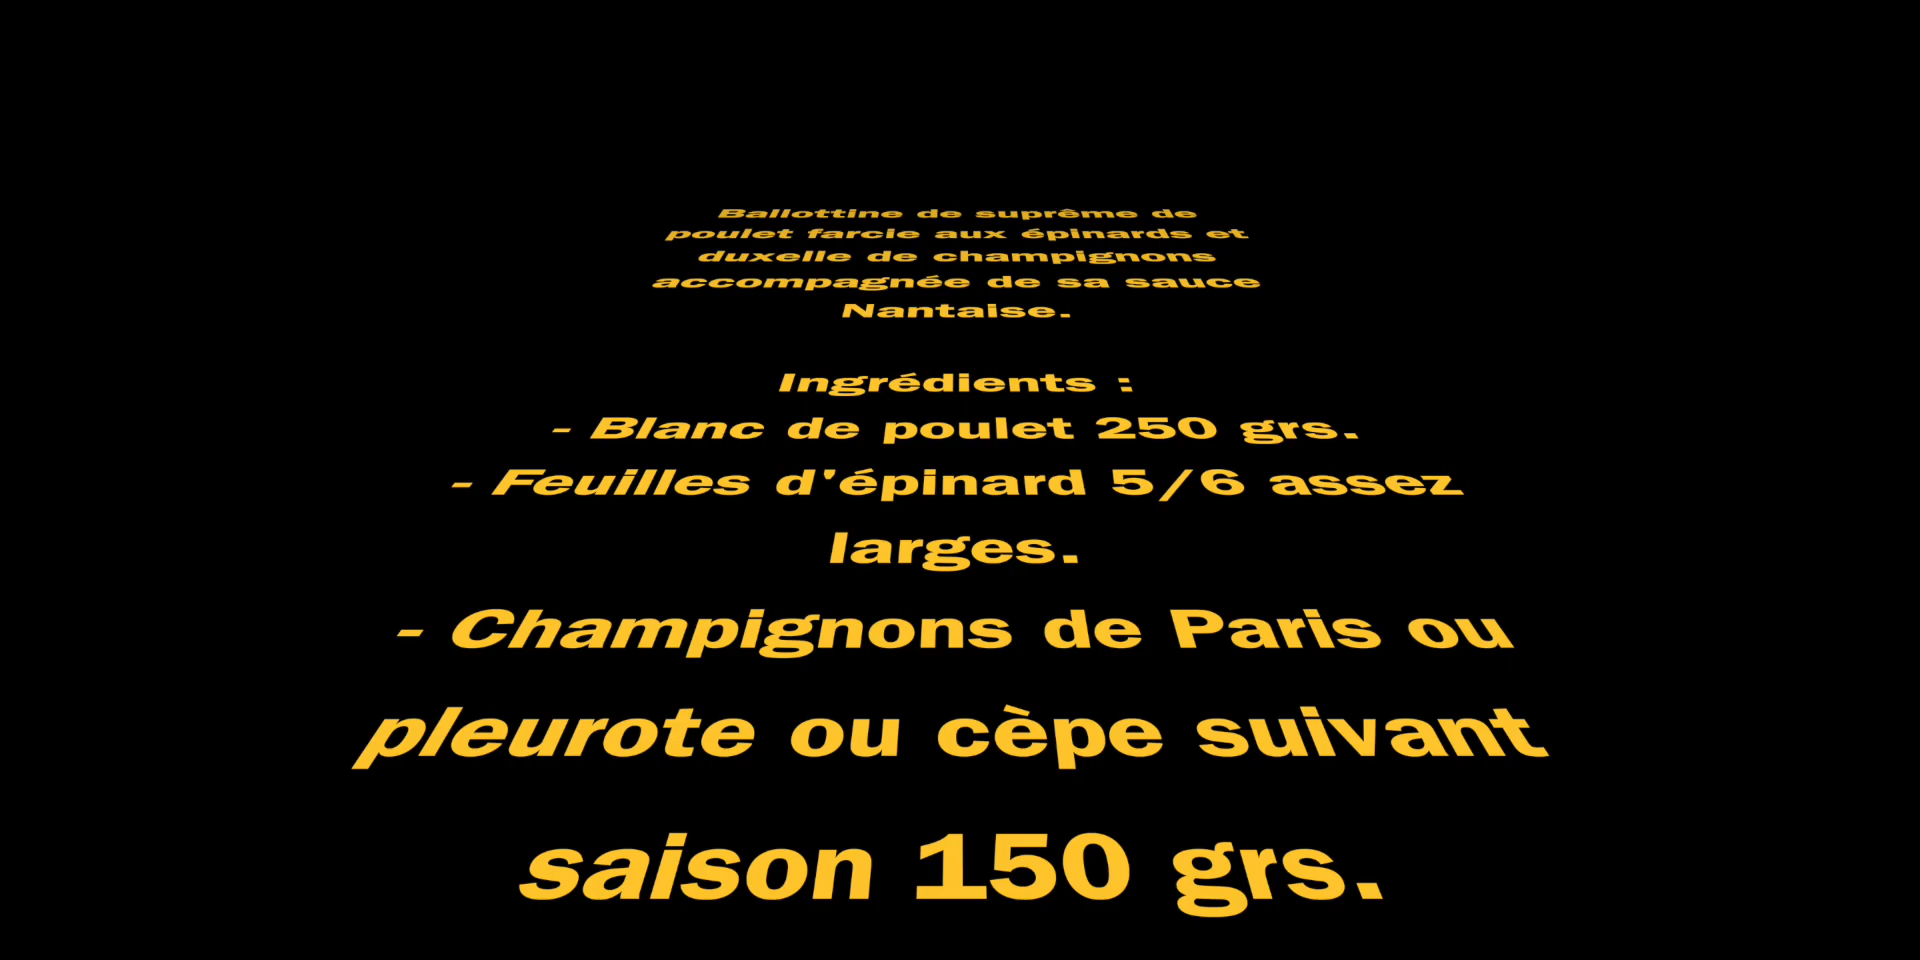 Ballottine de suprême de
poulet farcie aux épinards et
duxelle de champignons
accompagnée de sa sauce
Nantaise.
Ingrédients :
- Blanc de poulet 250 grs.
- Feuilles d'épinard 5/6 assez
larges.
- Champignons de Paris ou
pleurote ou cèpe suivant
saison 150 grs.